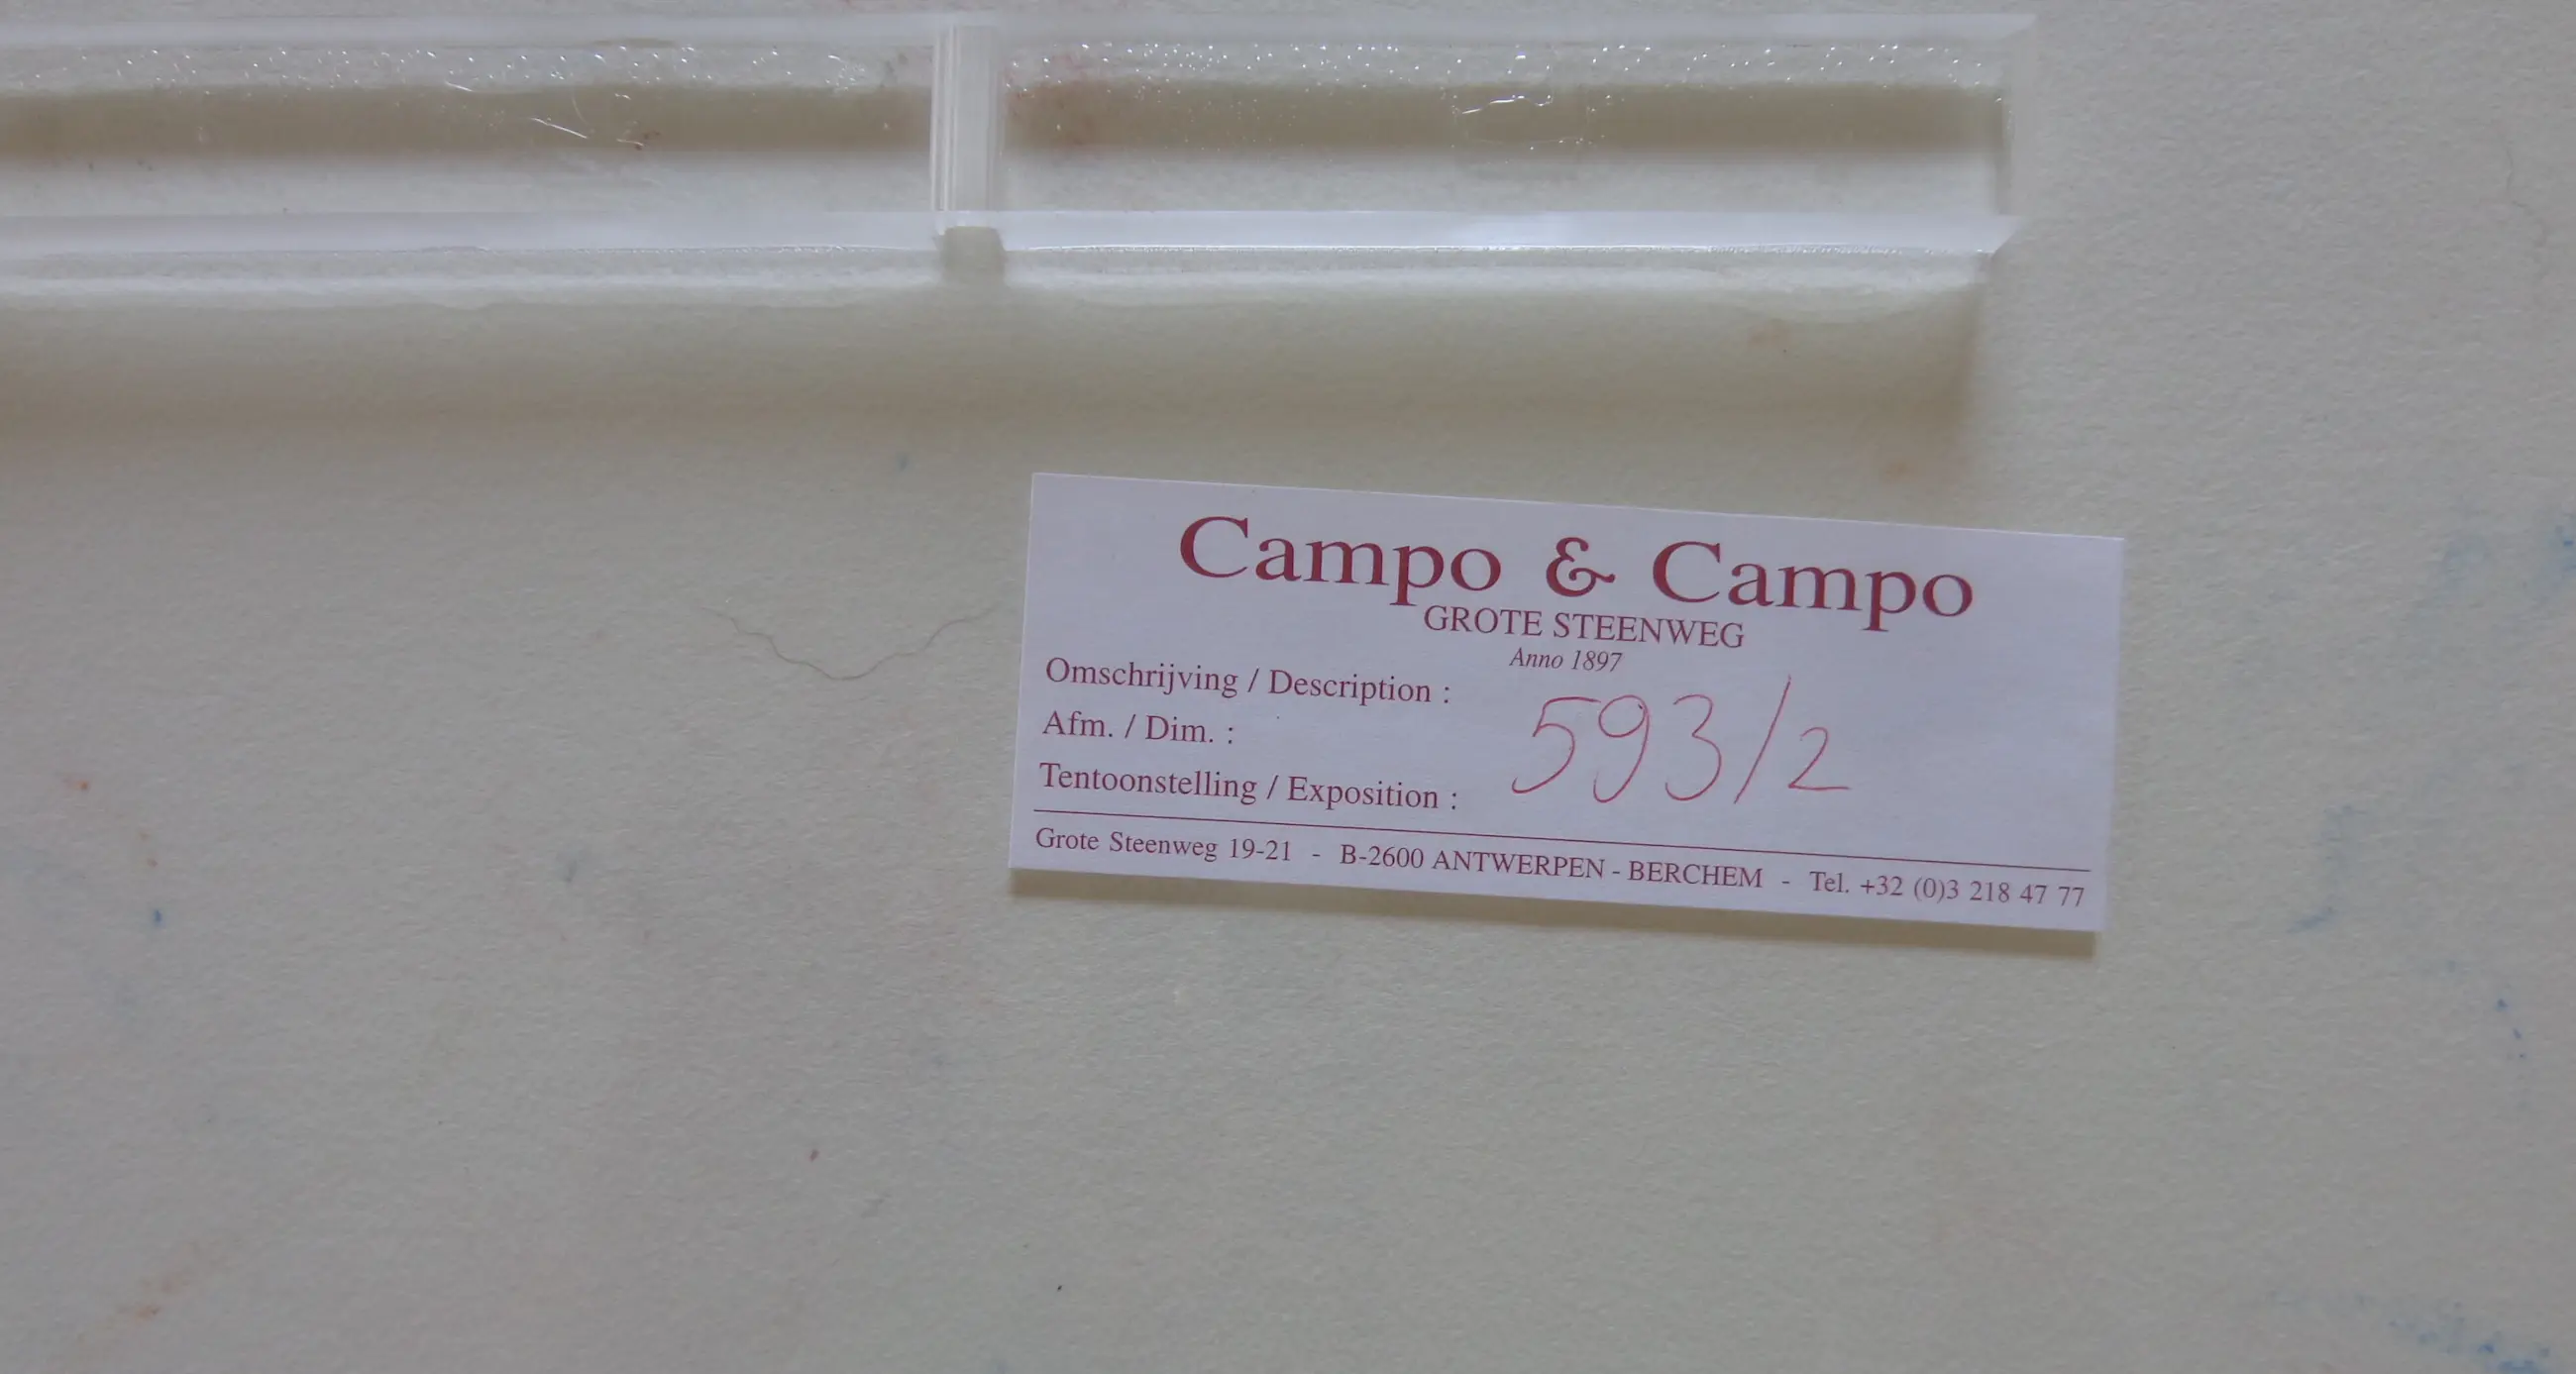 Campo & Campo
GROTE STEENWEG
Anno 1897
Omschrijving / Description :
Afm. / Dim. :
593/2
Tentoonstelling / Exposition :
Grote Steenweg 19-21 - B-2600 ANTWERPEN - BERCHEM - Tel. +32 (0)3 218 47 77